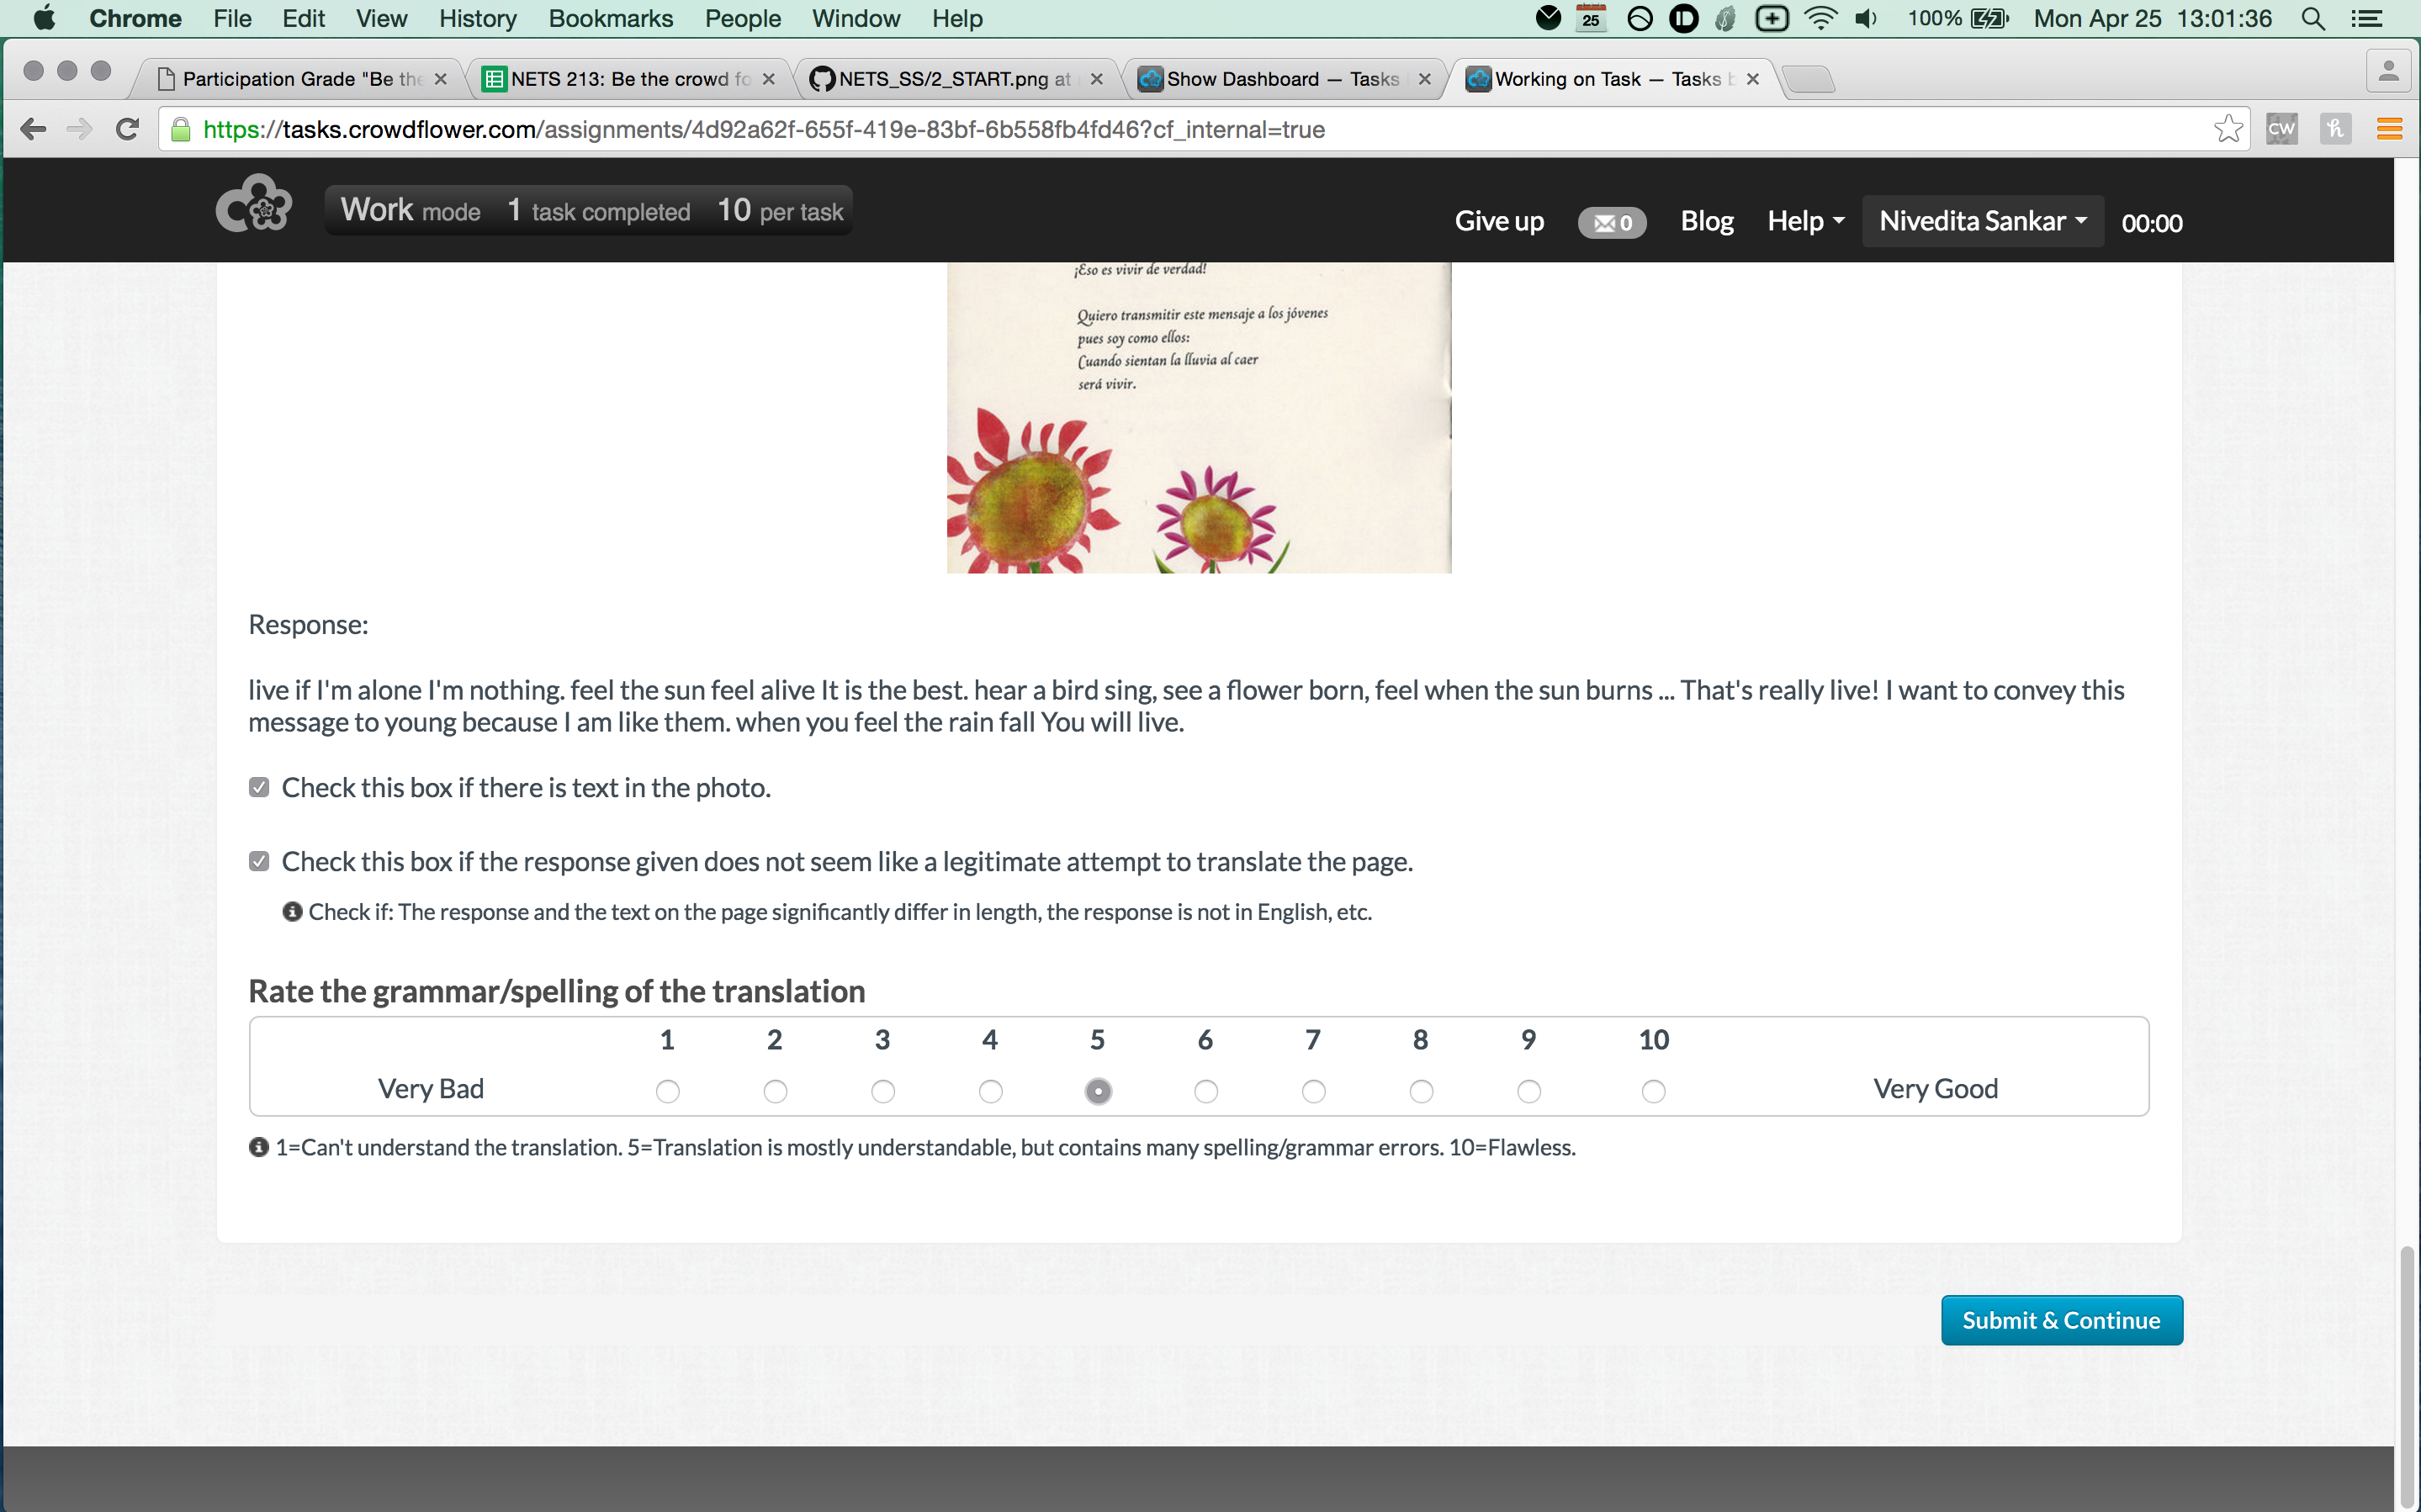 Chrome File Edit View History Bookmarks People Window Help 25 100% Mon Apr 25 13:01:36
Participation Grade "Be the NETS 213: Be the crowd fo NETS_SS/2_START.png at Show Dashboard — Tasks Working on Task — Tasks b
https://tasks.crowdflower.com/assignments/4d92a62f-655f-419e-83bf-6b558fb4fd46?cf_internal=true CW h
Work mode 1 task completed 10 per task Give up 0 Blog Help Nivedita Sankar 00:00
¡Eso es vivir de verdad!
Quiero transmitir este mensaje a los jóvenes
pues soy como ellos:
Cuando sientan la lluvia al caer
será vivir.
Response:
live if I'm alone I'm nothing. feel the sun feel alive It is the best. hear a bird sing, see a flower born, feel when the sun burns ... That's really live! I want to convey this
message to young because I am like them. when you feel the rain fall You will live.
Check this box if there is text in the photo.
Check this box if the response given does not seem like a legitimate attempt to translate the page.
Check if: The response and the text on the page significantly differ in length, the response is not in English, etc.
Rate the grammar/spelling of the translation
1 2 3 4 5 6 7 8 9 10
Very Bad Very Good
1=Can't understand the translation. 5=Translation is mostly understandable, but contains many spelling/grammar errors. 10=Flawless.
Submit & Continue